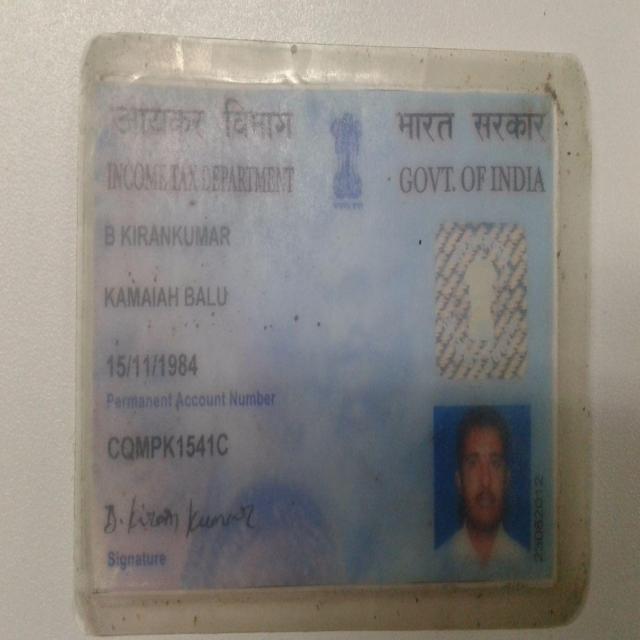 आयकर विभाग भारत सरकार
INCOME TAX DEPARTMENT GOVT. OF INDIA
B KIRANKUMAR
KAMAIAH BALU
15/11/1984
Permanent Account Number
CQMPK1541C
B. Kiran Kumar
Signature
23082012